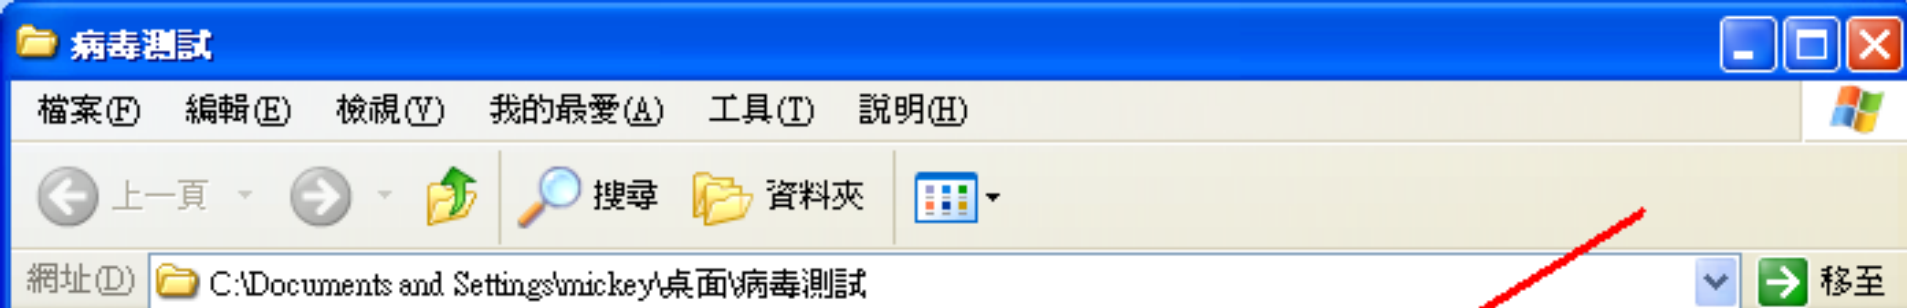 病毒測試
檔案(F) 編輯(E) 檢視(V) 我的最愛(A) 工具(T) 說明(H)
上一頁 搜尋 資料夾
網址(D) C:\Documents and Settings\mickey\桌面\病毒測試 移至